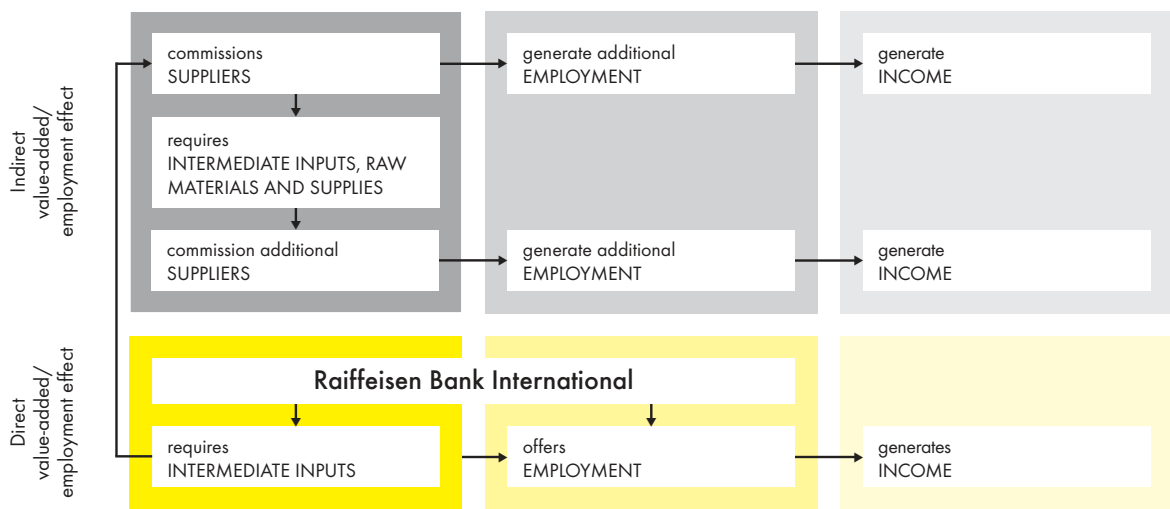 Indirect
value-added/
employment effect
commissions
SUPPLIERS
generate additional
EMPLOYMENT
generate
INCOME
requires
INTERMEDIATE INPUTS, RAW
MATERIALS AND SUPPLIES
commission additional
SUPPLIERS
generate additional
EMPLOYMENT
generate
INCOME
Direct
value-added/
employment effect
Raiffeisen Bank International
requires
INTERMEDIATE INPUTS
offers
EMPLOYMENT
generates
INCOME